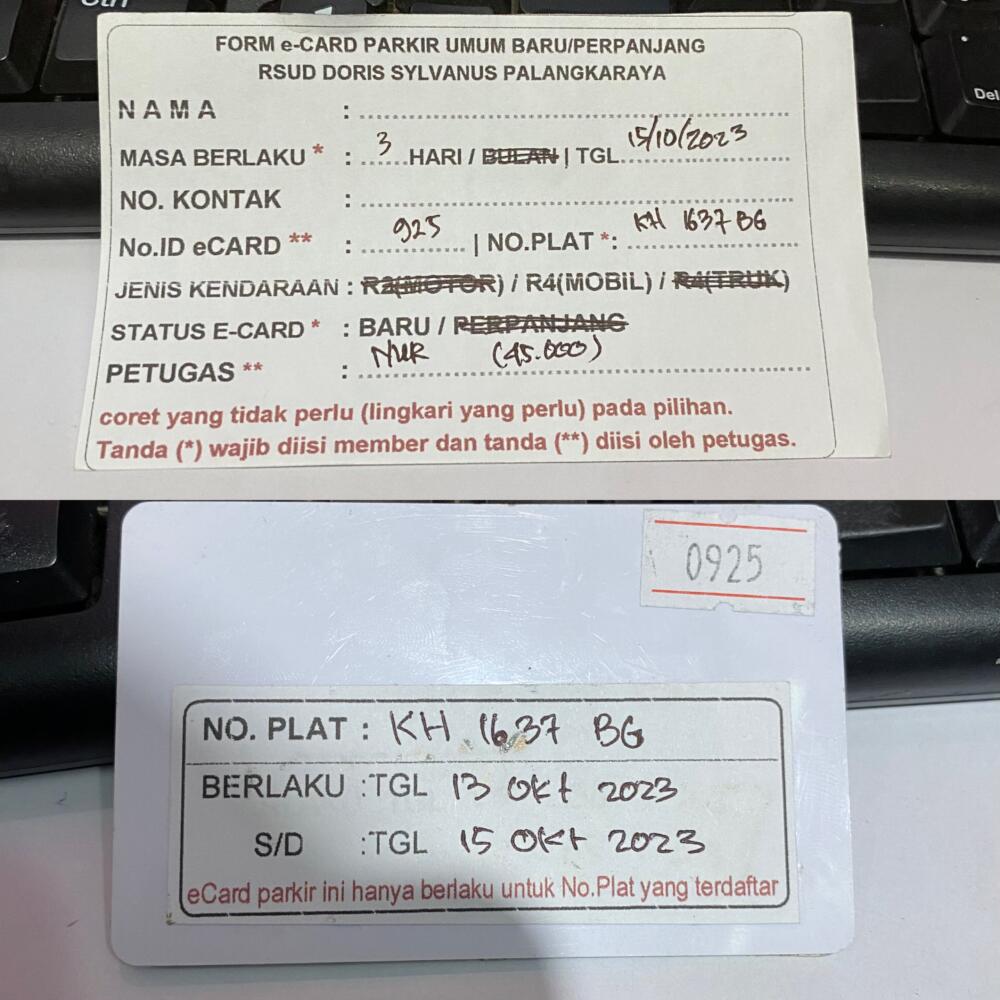 Ctrl
Del
FORM e-CARD PARKIR UMUM BARU/PERPANJANG
RSUD DORIS SYLVANUS PALANGKARAYA
NAMA :
MASA BERLAKU * : 3 HARI / BULAN | TGL 15/10/2023
NO. KONTAK :
No.ID eCARD ** : 925 | NO.PLAT *: KH 1637 BG
JENIS KENDARAAN : R2(MOTOR) / R4(MOBIL) / R4(TRUK)
STATUS E-CARD * : BARU / PERPANJANG
PETUGAS ** : NUR (45.000)
coret yang tidak perlu (lingkari yang perlu) pada pilihan.
Tanda (*) wajib diisi member dan tanda (**) diisi oleh petugas.
0925
NO. PLAT : KH 1637 BG
BERLAKU :TGL 13 Okt 2023
S/D :TGL 15 Okt 2023
eCard parkir ini hanya berlaku untuk No.Plat yang terdaftar